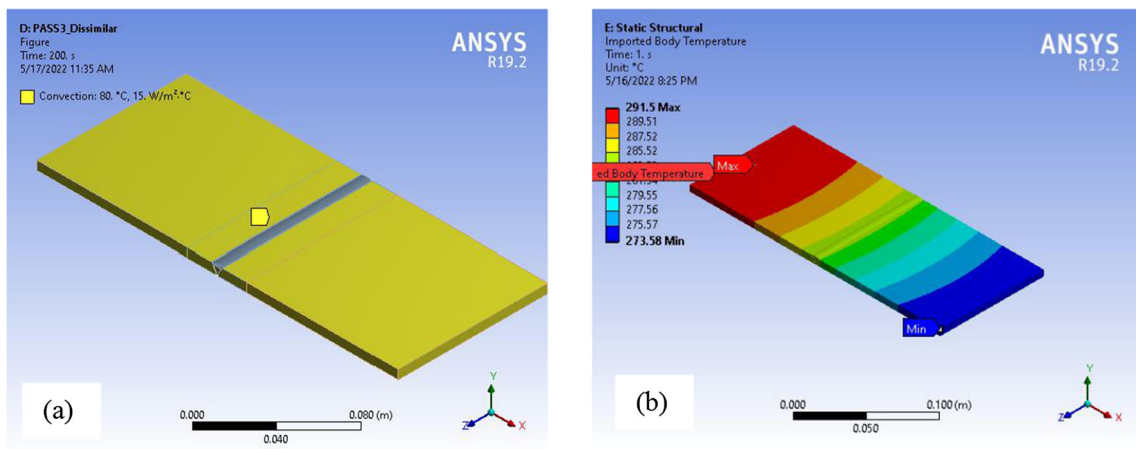 D: PASS3_Dissimilar
Figure
Time: 200. s
5/17/2022 11:35 AM
Convection: 80. °C, 15. W/m²·°C
ANSYS
R19.2
(a)
0.000
0.080 (m)
0.040
Y
Z
X
E: Static Structural
Imported Body Temperature
Time: 1. s
Unit: °C
5/16/2022 8:25 PM
ANSYS
R19.2
291.5 Max
289.51
287.52
285.52
ed Body Temperature
279.55
277.56
275.57
273.58 Min
Max
Min
(b)
0.000
0.100 (m)
0.050
Y
Z
X